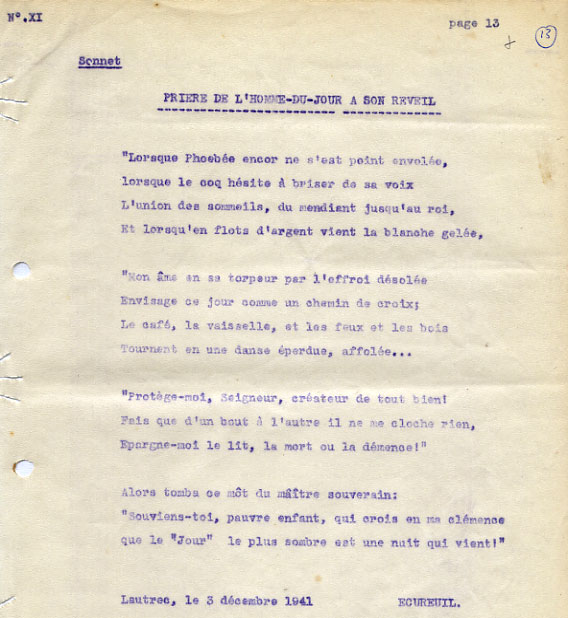 N°.XI
page 13
13
Sonnet
PRIERE DE L'HOMME-DU-JOUR A SON REVEIL
"Lorsque Phoebée encor ne s'est point envolée,
lorsque le coq hésite à briser de sa voix
L'union des sommeils, du mendiant jusqu'au roi,
Et lorsqu'en flots d'argent vient la blanche gelée,
"Mon âme en sa torpeur par l'effroi désolée
Envisage ce jour comme un chemin de croix;
Le café, la vaisselle, et les feux et les bois
Tournent en une danse éperdue, affolée...
"Protège-moi, Seigneur, créateur de tout bien!
Fais que d'un bout à l'autre il ne me cloche rien,
Epargne-moi le lit, la mort ou la démence!"
Alors tomba ce môt du mâître souverain:
"Souviens-toi, pauvre enfant, qui crois en ma clémence
que le "Jour" le plus sombre est une nuit qui vient!"
Lautrec, le 3 décembre 1941 ECUREUIL.